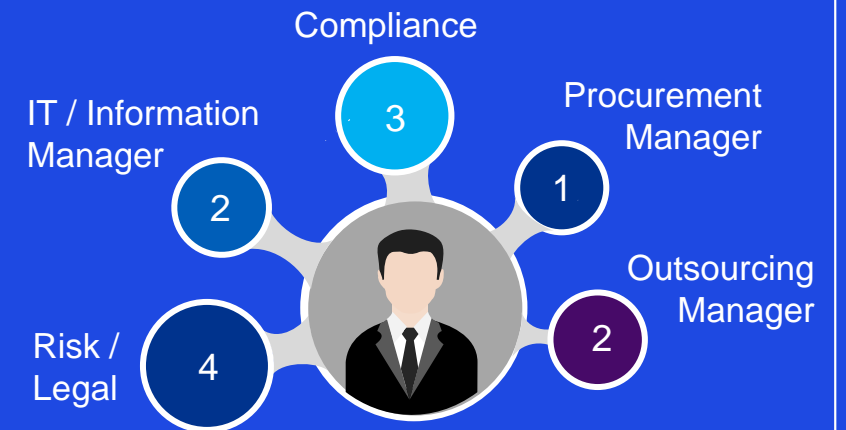 Compliance
3
IT / Information
Manager
2
Procurement
Manager
1
Outsourcing
Manager
2
Risk /
Legal
4